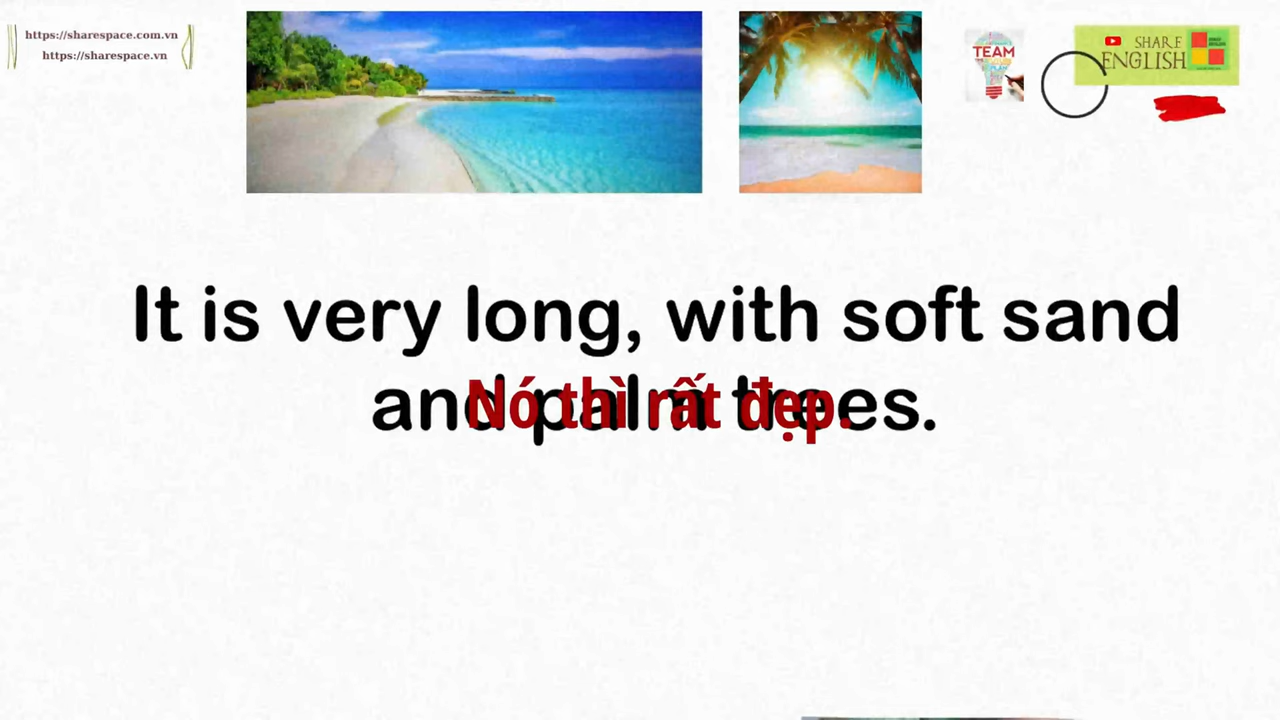 https://sharespace.com.vn
https://sharespace.vn
TEAM
SHARE
ENGLISH
It is very long, with soft sand
and palm trees.
Nó thì rất đẹp.